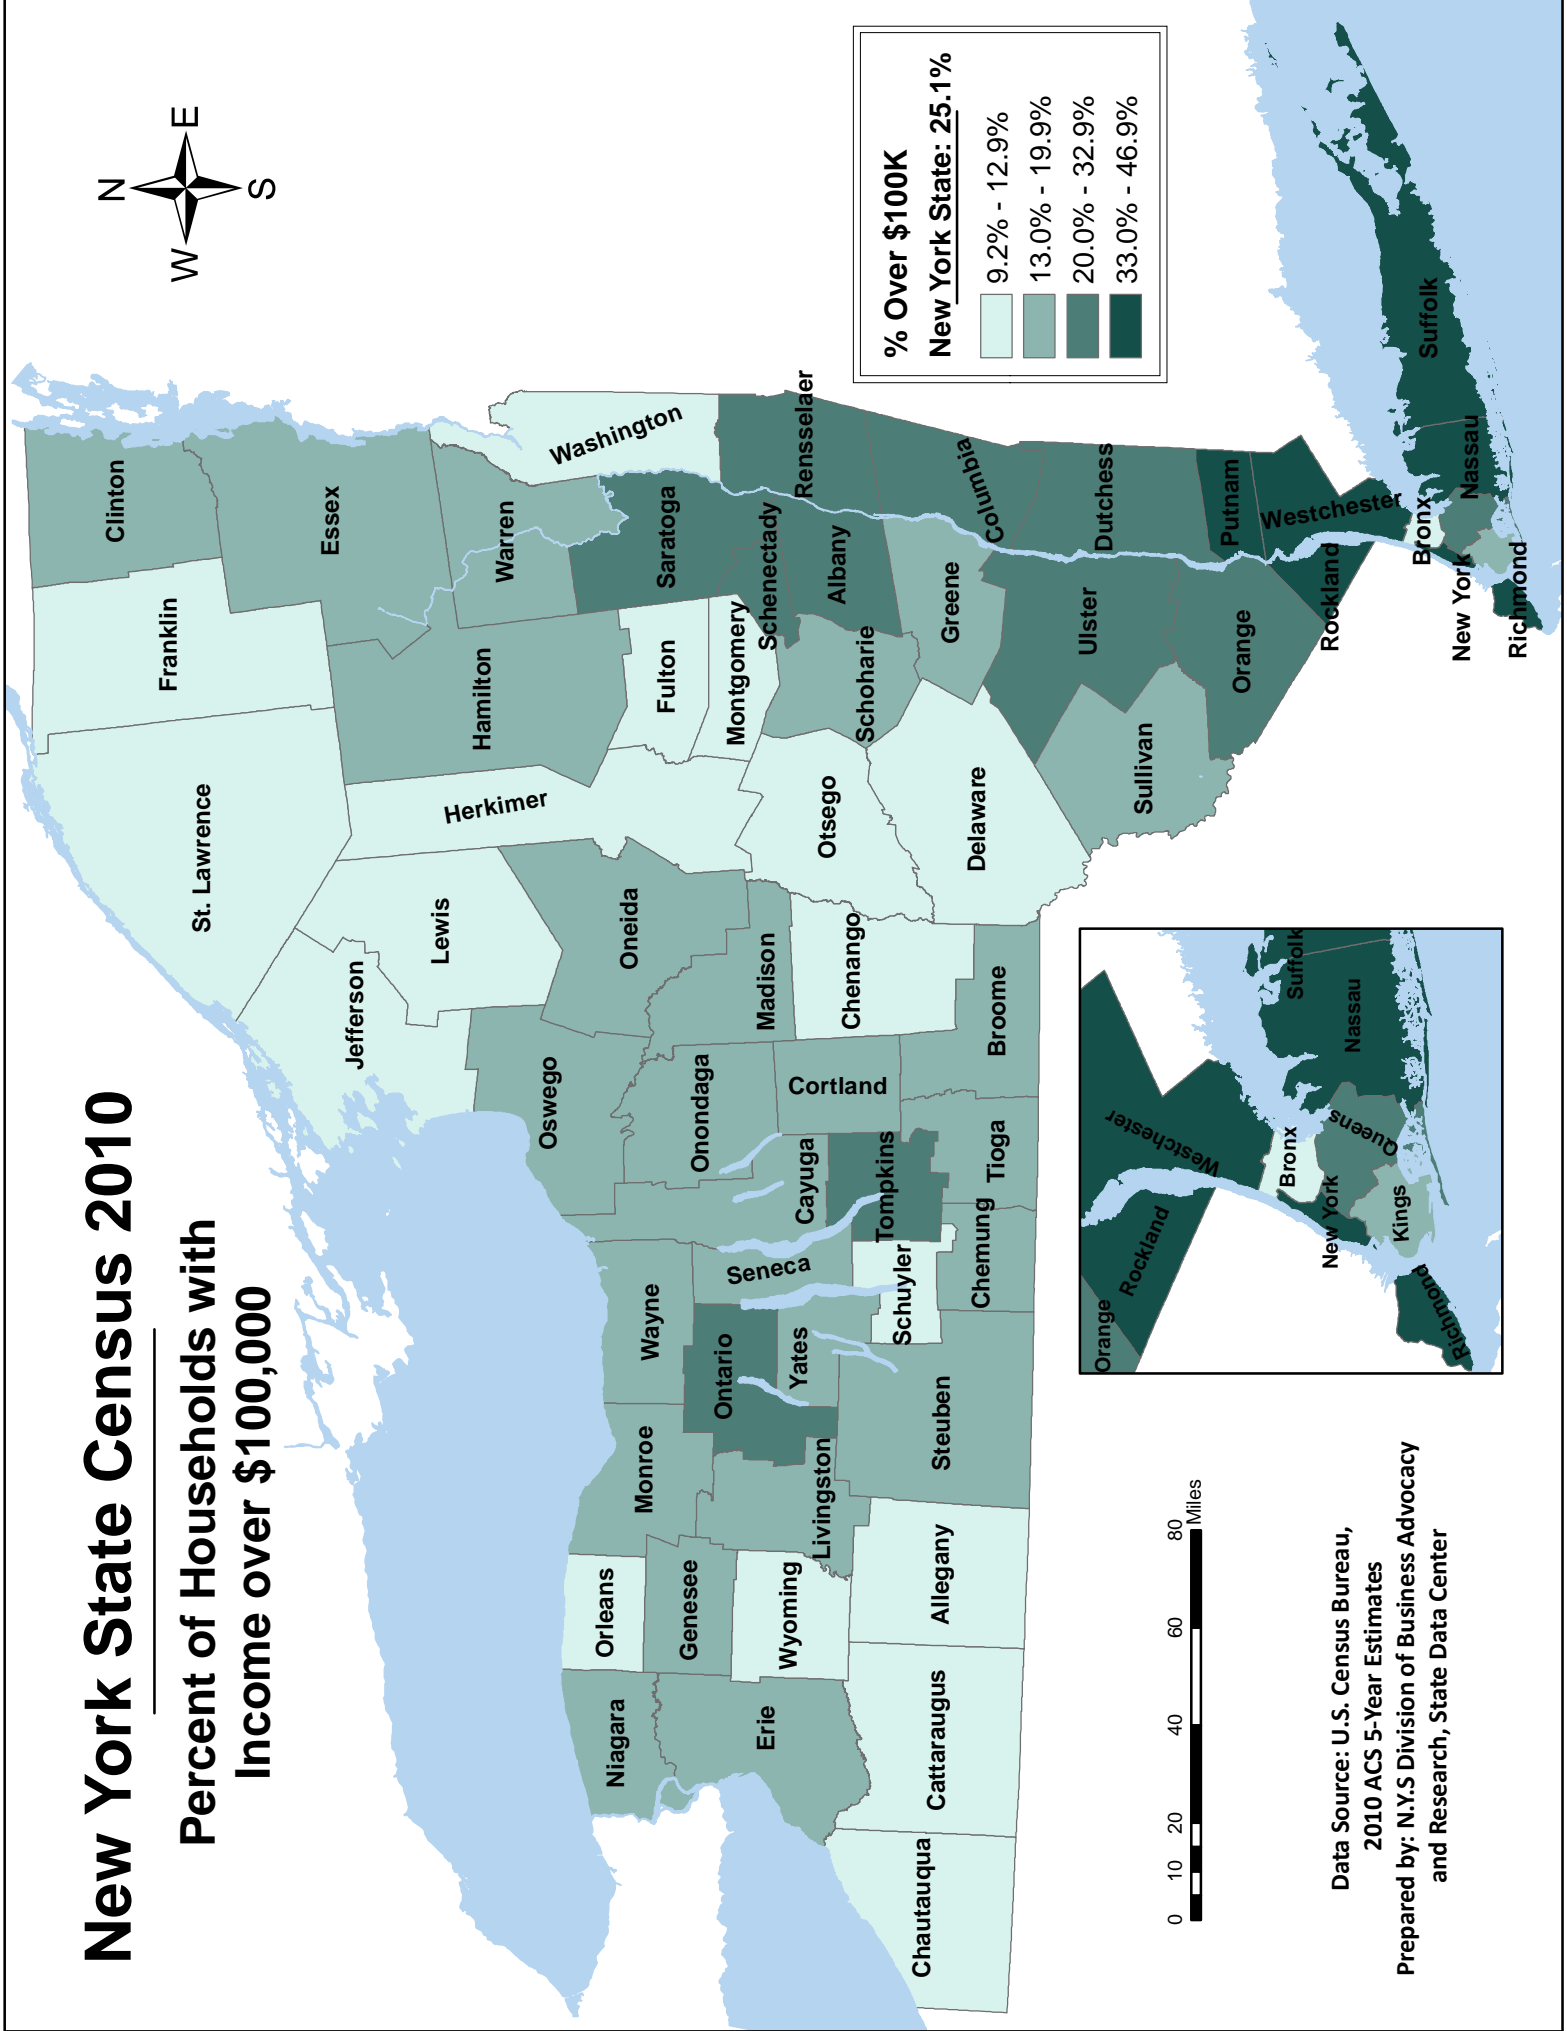 New York State Census 2010
Percent of Households with
Income over $100,000
N
W
E
S
Clinton
Franklin
St. Lawrence
Essex
Jefferson
Lewis
Herkimer
Hamilton
Warren
Washington
Oswego
Oneida
Fulton
Saratoga
Niagara
Orleans
Monroe
Wayne
Genesee
Ontario
Seneca
Cayuga
Onondaga
Madison
Montgomery
Schenectady
Rensselaer
Erie
Wyoming
Livingston
Yates
Cortland
Chenango
Otsego
Schoharie
Albany
Chautauqua
Cattaraugus
Allegany
Steuben
Schuyler
Tompkins
Chemung
Tioga
Broome
Delaware
Greene
Columbia
Sullivan
Ulster
Dutchess
Orange
Putnam
Westchester
Rockland
Bronx
New York
Richmond
Nassau
Suffolk
% Over $100K
New York State: 25.1%
9.2% - 12.9%
13.0% - 19.9%
20.0% - 32.9%
33.0% - 46.9%
Orange
Rockland
Westchester
Bronx
New York
Queens
Kings
Richmond
Nassau
Suffolk
0 10 20 40 60 80
Miles
Data Source: U.S. Census Bureau,
2010 ACS 5-Year Estimates
Prepared by: N.Y.S Division of Business Advocacy
and Research, State Data Center